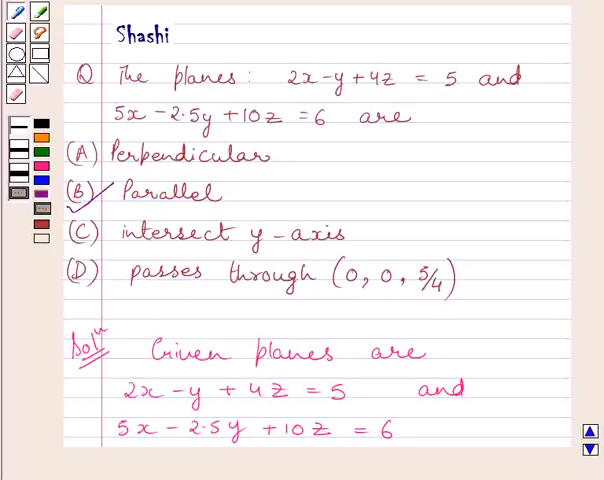 Shashi
Q The planes: 2x - y + 4z = 5 and
5x - 2.5y + 10z = 6 are
(A) Perpendicular
(B) Parallel
(C) intersect y-axis
(D) passes through (0, 0, 5/4)
Solⁿ Given planes are
2x - y + 4z = 5 and
5x - 2.5y + 10z = 6